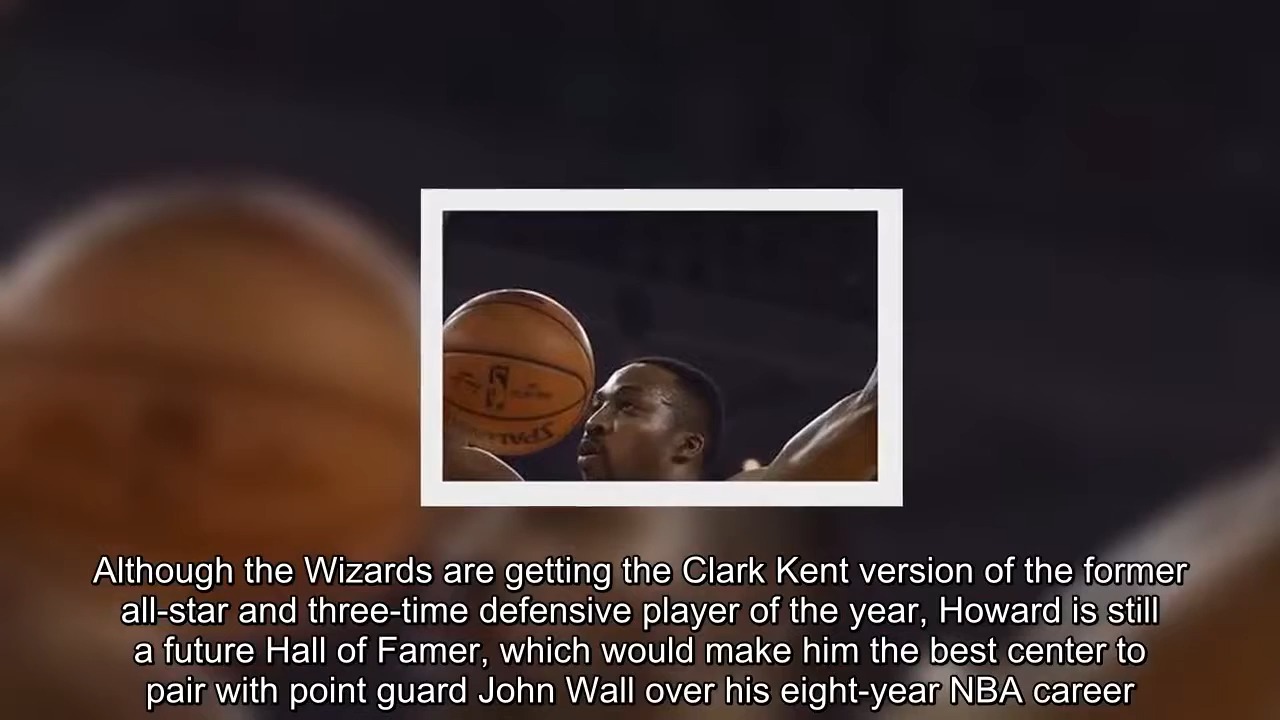 SPALDING
Although the Wizards are getting the Clark Kent version of the former
all-star and three-time defensive player of the year, Howard is still
a future Hall of Famer, which would make him the best center to
pair with point guard John Wall over his eight-year NBA career